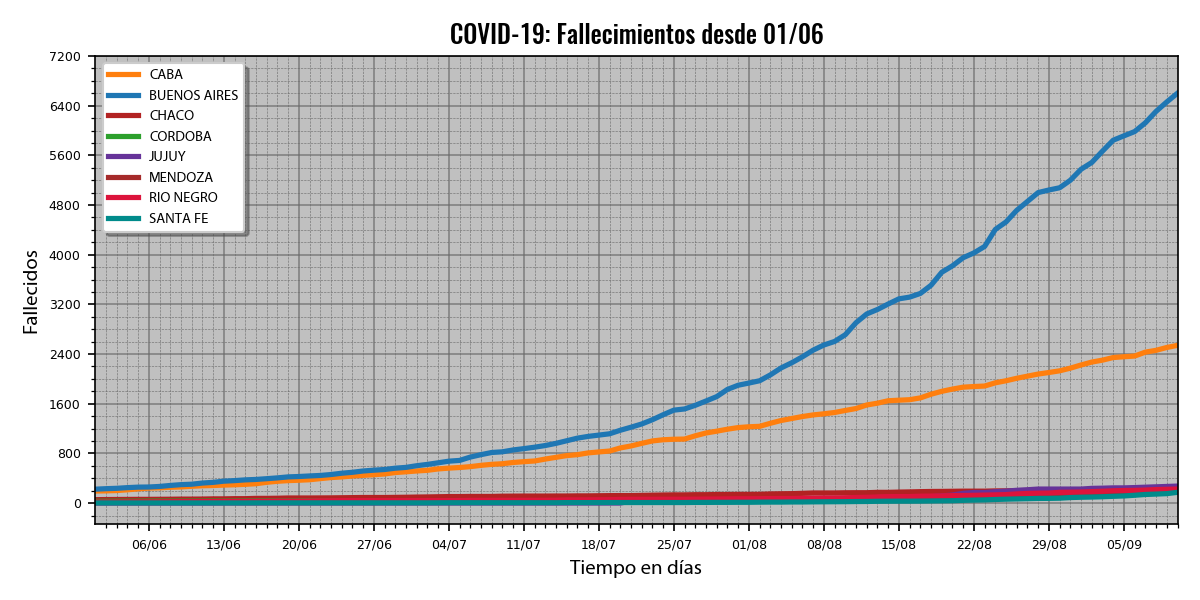 COVID-19: Fallecimientos desde 01/06
7200
6400
5600
4800
4000
3200
2400
1600
800
0
Fallecidos
CABA
BUENOS AIRES
CHACO
CORDOBA
JUJUY
MENDOZA
RIO NEGRO
SANTA FE
06/06 13/06 20/06 27/06 04/07 11/07 18/07 25/07 01/08 08/08 15/08 22/08 29/08 05/09
Tiempo en días